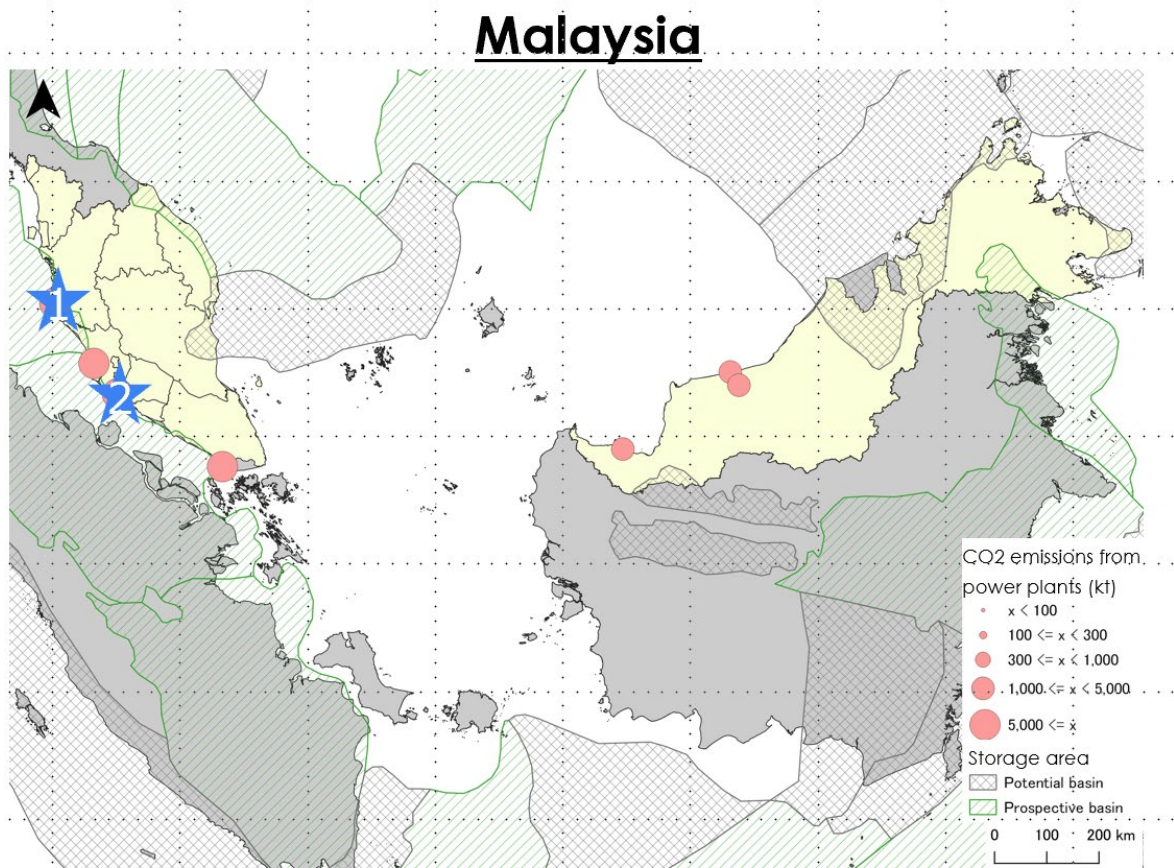 Malaysia
1
2
CO2 emissions from
power plants (kt)
x < 100
100 <= x < 300
300 <= x < 1,000
1,000 <= x < 5,000
5,000 <= x
Storage area
Potential basin
Prospective basin
0 100 200 km